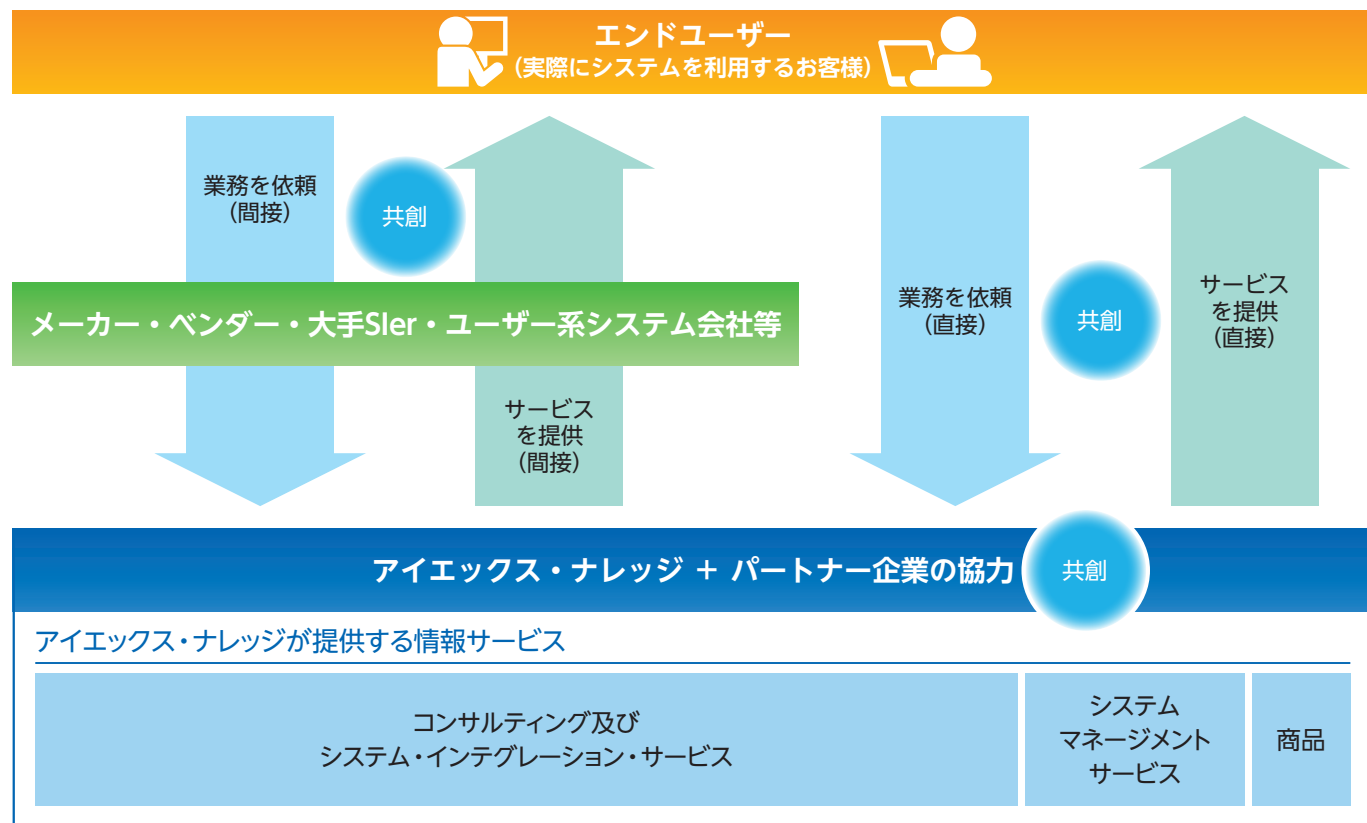 エンドユーザー
(実際にシステムを利用するお客様)
業務を依頼
(間接)
共創
メーカー・ベンダー・大手SIer・ユーザー系システム会社等
サービス
を提供
(間接)
業務を依頼
(直接)
共創
サービス
を提供
(直接)
アイエックス・ナレッジ + パートナー企業の協力
共創
アイエックス・ナレッジが提供する情報サービス
コンサルティング及び
システム・インテグレーション・サービス
システム
マネージメント
サービス
商品